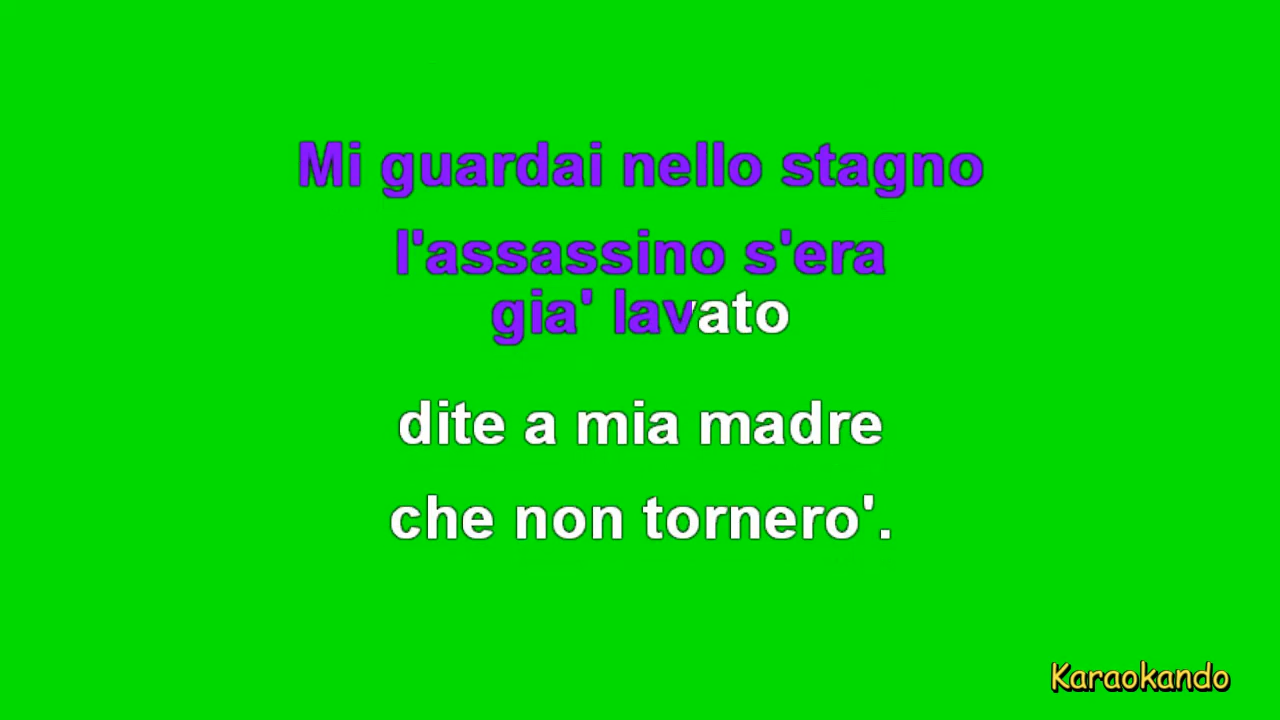 Mi guardai nello stagno
l'assassino s'era
gia' lavato
dite a mia madre
che non tornero'.
Karaokando